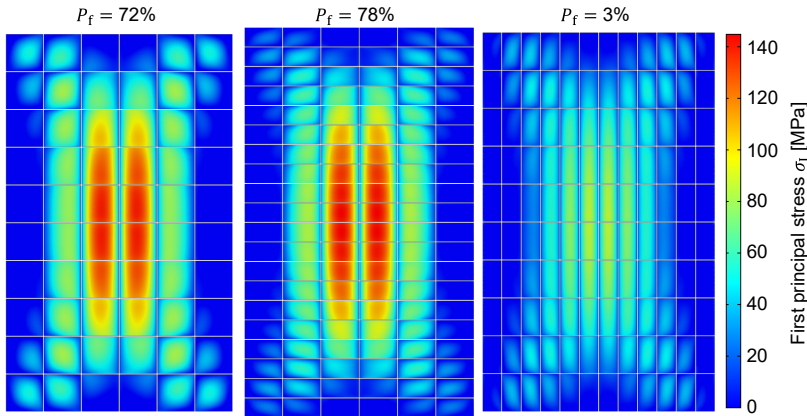 P_f = 72%
P_f = 78%
P_f = 3%
140
120
100
80
60
40
20
0
First principal stress σ_I [MPa]